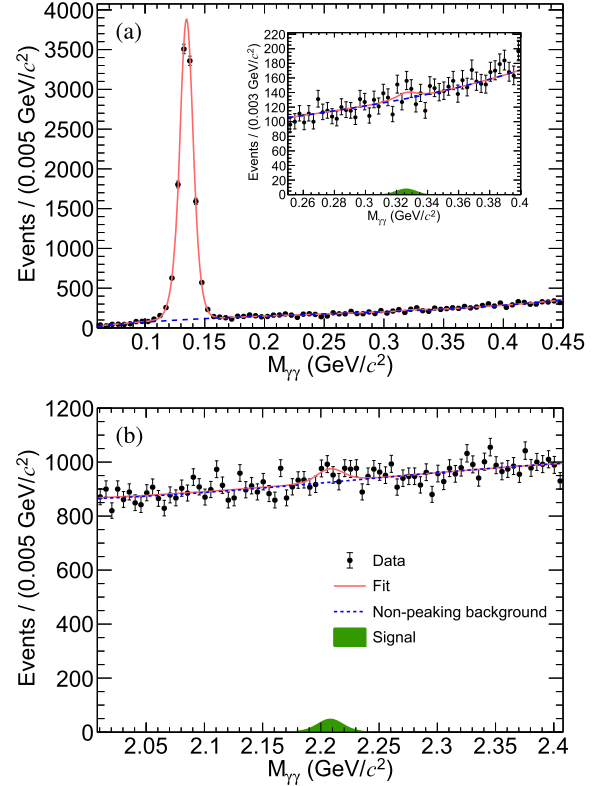 (a)
Events / (0.005 GeV/c²)
4000
3500
3000
2500
2000
1500
1000
500
0
0.1 0.15 0.2 0.25 0.3 0.35 0.4 0.45
Mγγ (GeV/c²)
Events / (0.003 GeV/c²)
220
200
180
160
140
120
100
80
60
40
20
0
0.26 0.28 0.3 0.32 0.34 0.36 0.38 0.4
Mγγ (GeV/c²)
(b)
Events / (0.005 GeV/c²)
1200
1000
800
600
400
200
0
Data
Fit
Non-peaking background
Signal
2.05 2.1 2.15 2.2 2.25 2.3 2.35 2.4
Mγγ (GeV/c²)